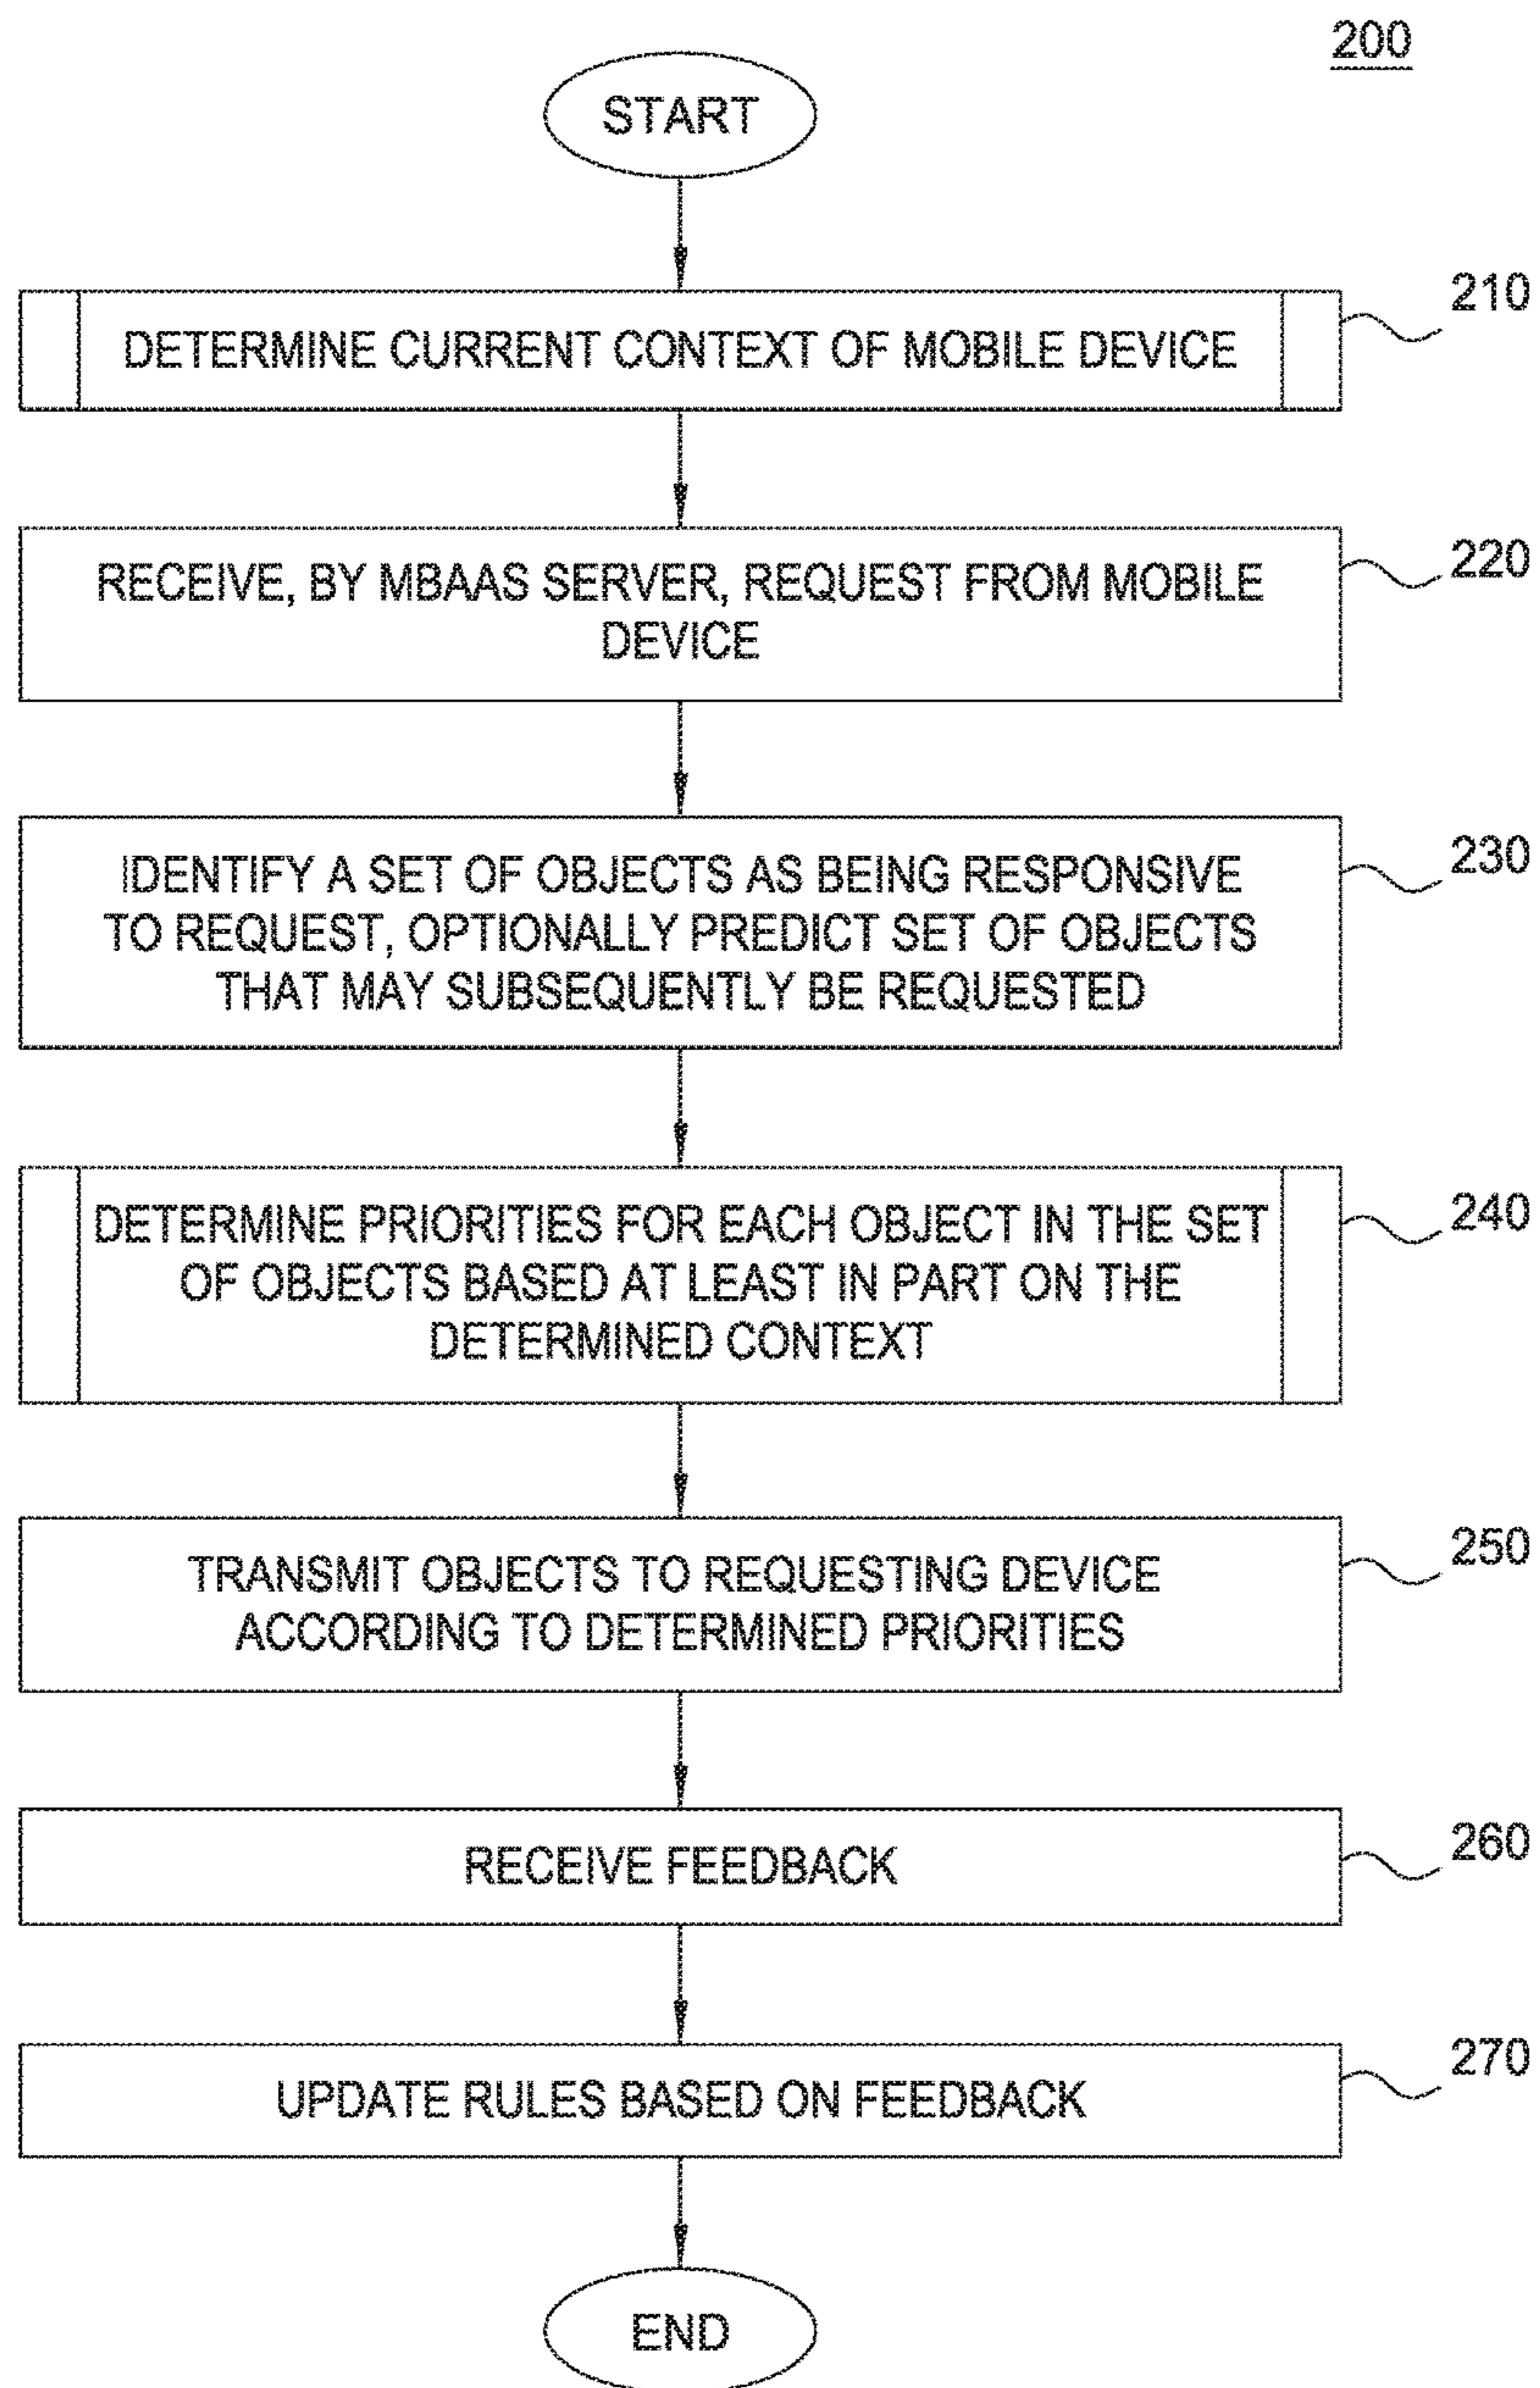 200
START
210
DETERMINE CURRENT CONTEXT OF MOBILE DEVICE
220
RECEIVE, BY MBAAS SERVER, REQUEST FROM MOBILE
DEVICE
230
IDENTIFY A SET OF OBJECTS AS BEING RESPONSIVE
TO REQUEST, OPTIONALLY PREDICT SET OF OBJECTS
THAT MAY SUBSEQUENTLY BE REQUESTED
240
DETERMINE PRIORITIES FOR EACH OBJECT IN THE SET
OF OBJECTS BASED AT LEAST IN PART ON THE
DETERMINED CONTEXT
250
TRANSMIT OBJECTS TO REQUESTING DEVICE
ACCORDING TO DETERMINED PRIORITIES
260
RECEIVE FEEDBACK
270
UPDATE RULES BASED ON FEEDBACK
END